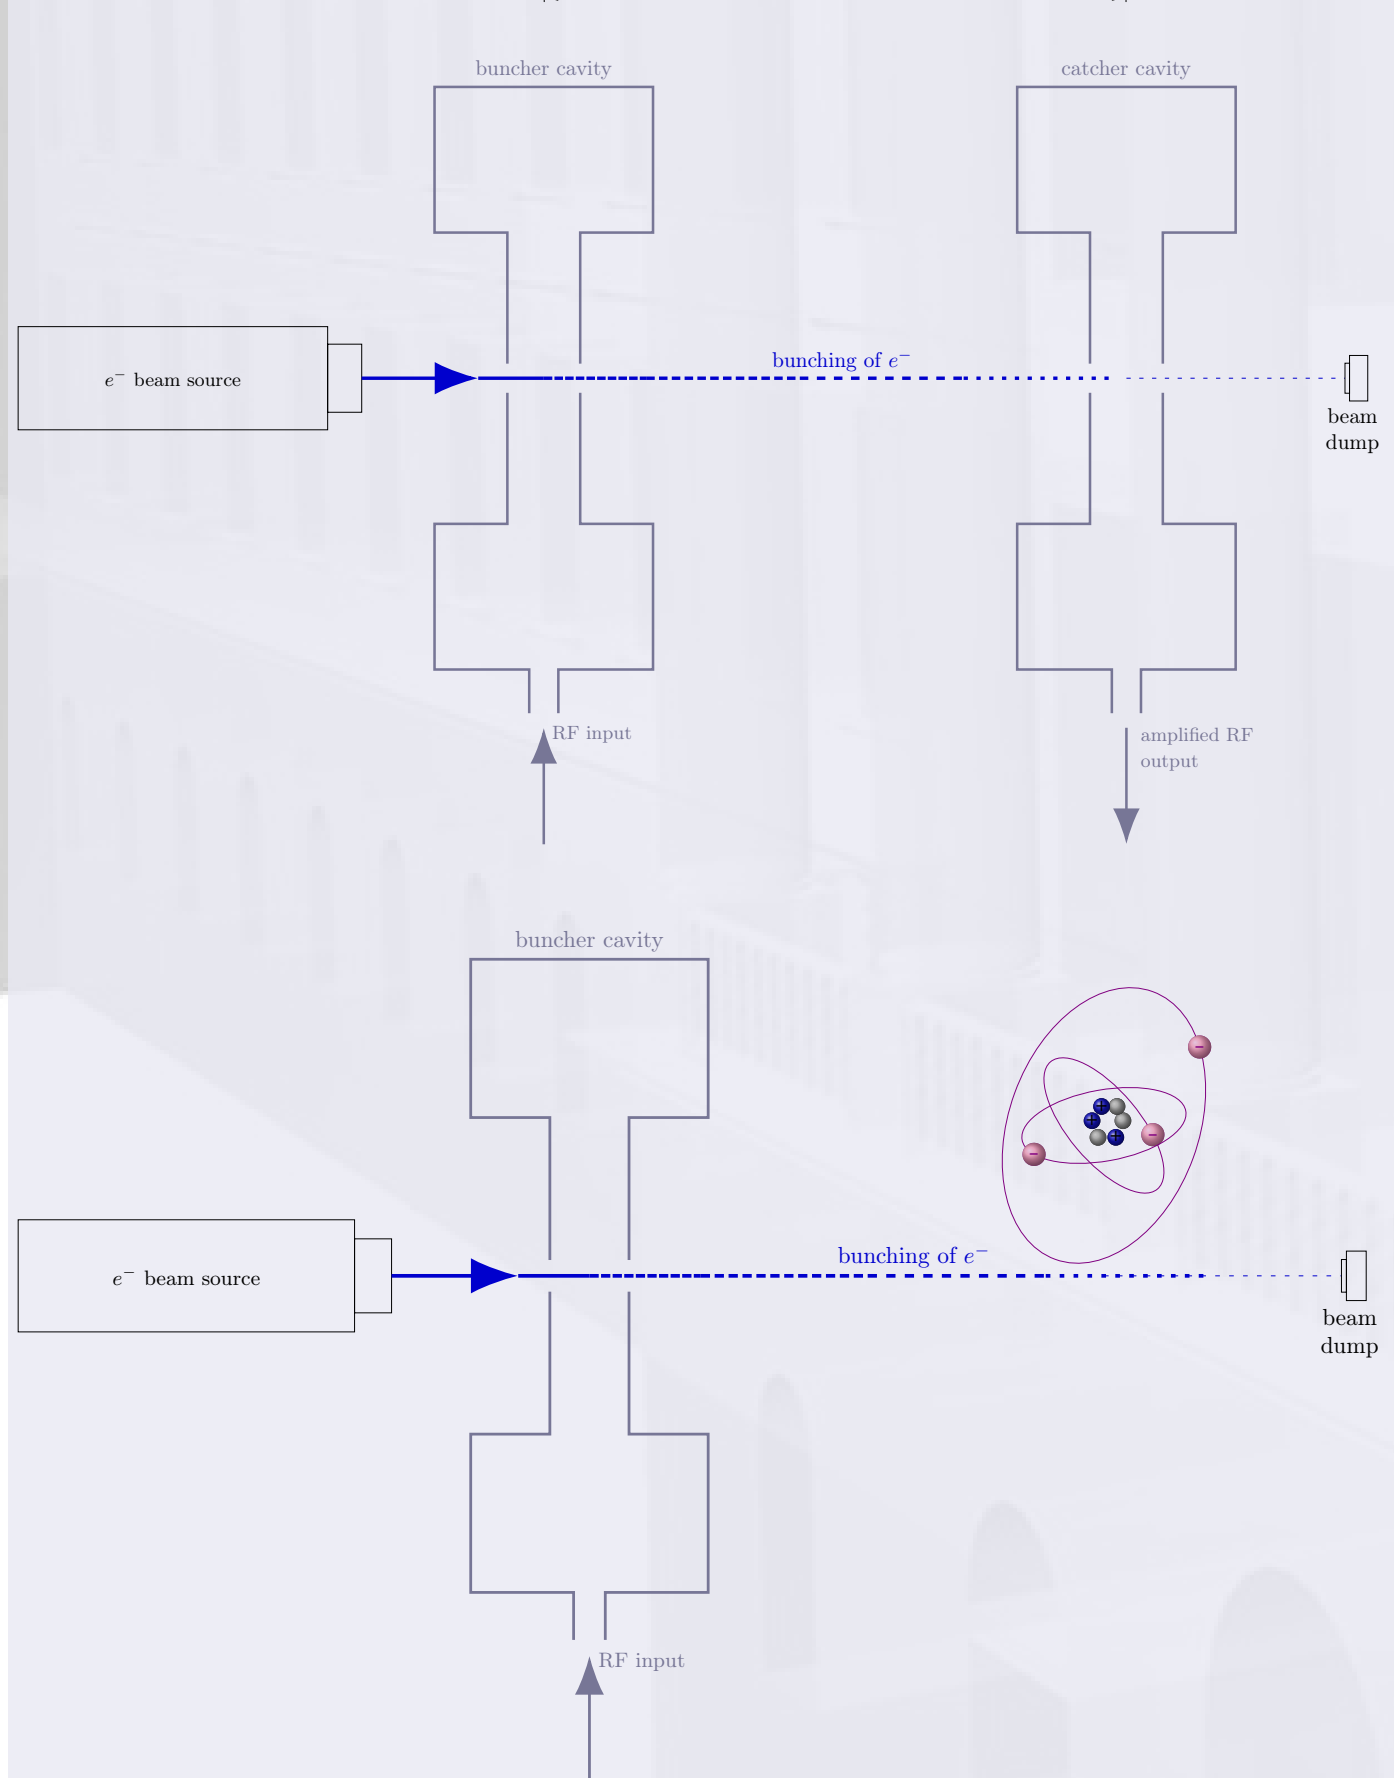 buncher cavity
catcher cavity
bunching of e⁻
e⁻ beam source
beam
dump
RF input
amplified RF
output
buncher cavity
−
+
+
−
−
+
bunching of e⁻
e⁻ beam source
beam
dump
RF input